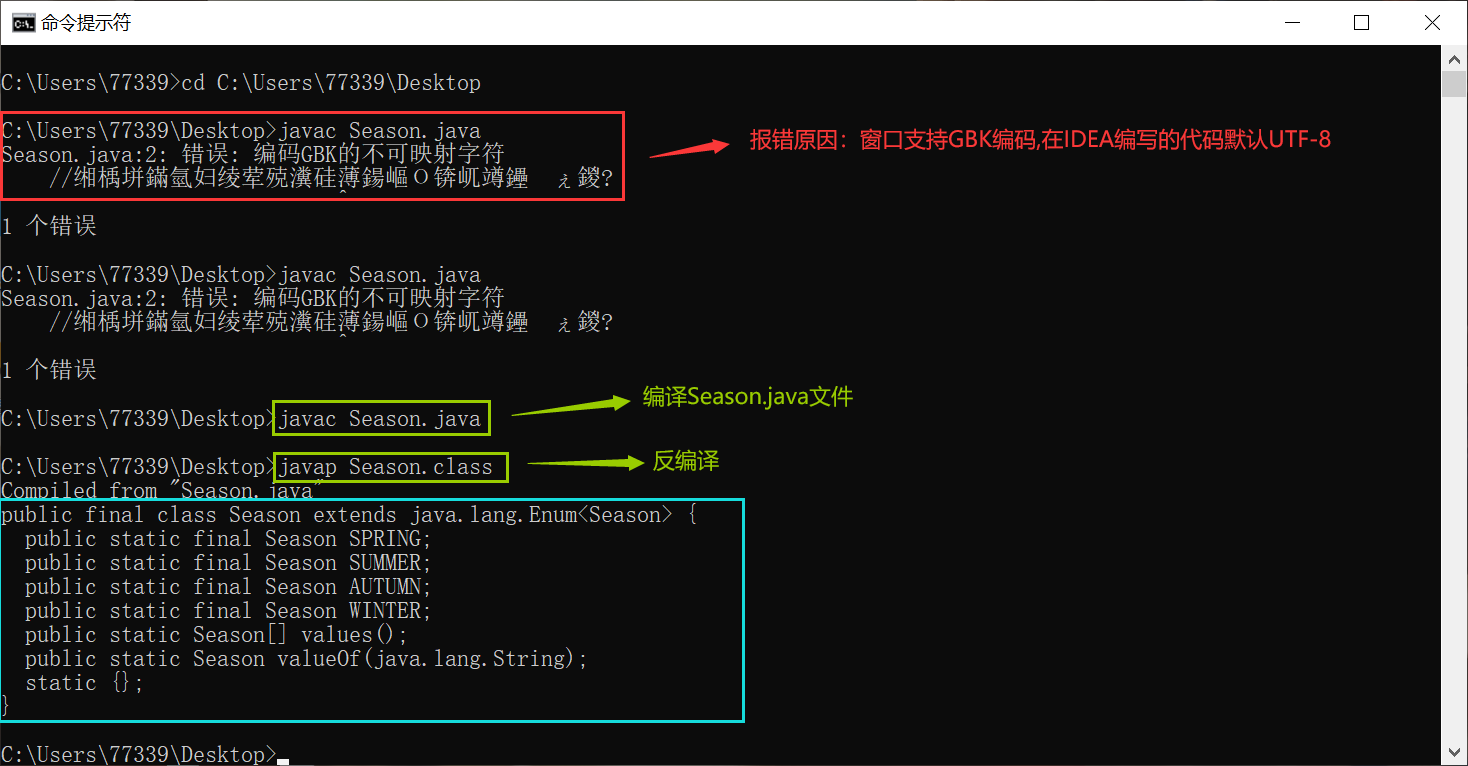 命令提示符
C:\Users\77339>cd C:\Users\77339\Desktop
C:\Users\77339\Desktop>javac Season.java
Season.java:2: 错误: 编码GBK的不可映射字符
//缃楀垪鏋氫妇绫荤殑瀵硅薄鍚嶇О锛屼竴鑸 ぇ鍐?
^
报错原因：窗口支持GBK编码,在IDEA编写的代码默认UTF-8
1 个错误
C:\Users\77339\Desktop>javac Season.java
Season.java:2: 错误: 编码GBK的不可映射字符
//缃楀垪鏋氫妇绫荤殑瀵硅薄鍚嶇О锛屼竴鑸 ぇ鍐?
^
1 个错误
C:\Users\77339\Desktop>javac Season.java
编译Season.java文件
C:\Users\77339\Desktop>javap Season.class
反编译
Compiled from "Season.java"
public final class Season extends java.lang.Enum<Season> {
public static final Season SPRING;
public static final Season SUMMER;
public static final Season AUTUMN;
public static final Season WINTER;
public static Season[] values();
public static Season valueOf(java.lang.String);
static {};
}
C:\Users\77339\Desktop>